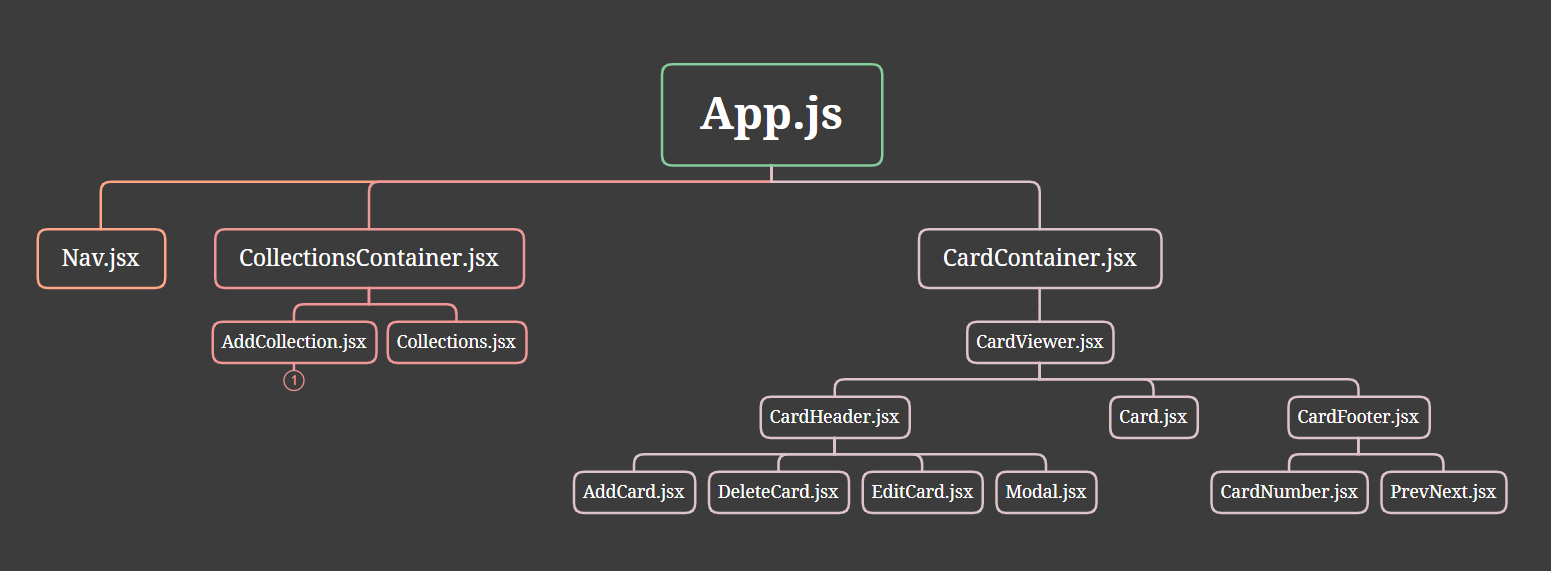 App.js
Nav.jsx
CollectionsContainer.jsx
CardContainer.jsx
AddCollection.jsx
Collections.jsx
CardViewer.jsx
1
CardHeader.jsx
Card.jsx
CardFooter.jsx
AddCard.jsx
DeleteCard.jsx
EditCard.jsx
Modal.jsx
CardNumber.jsx
PrevNext.jsx